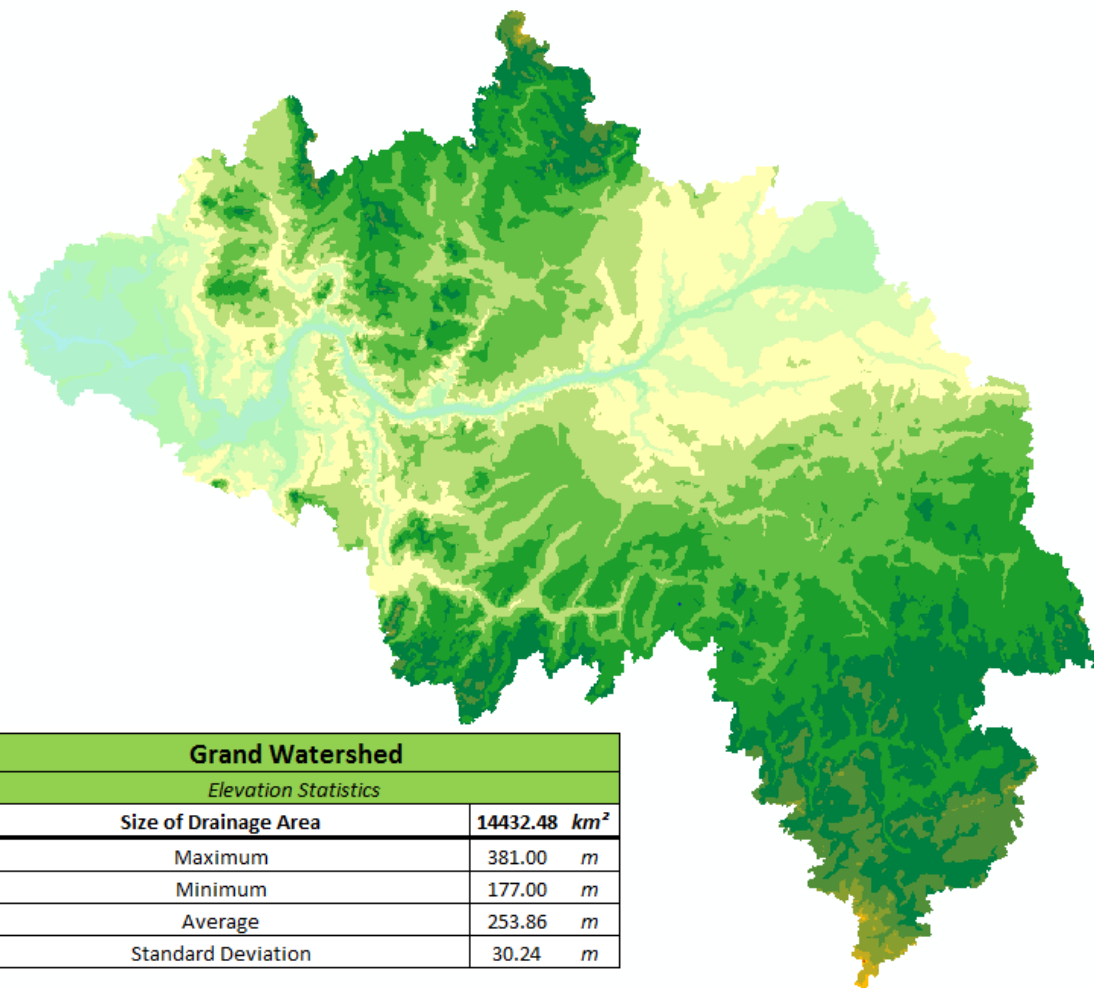 Grand Watershed
Elevation Statistics
Size of Drainage Area 14432.48 km²
Maximum 381.00 m
Minimum 177.00 m
Average 253.86 m
Standard Deviation 30.24 m